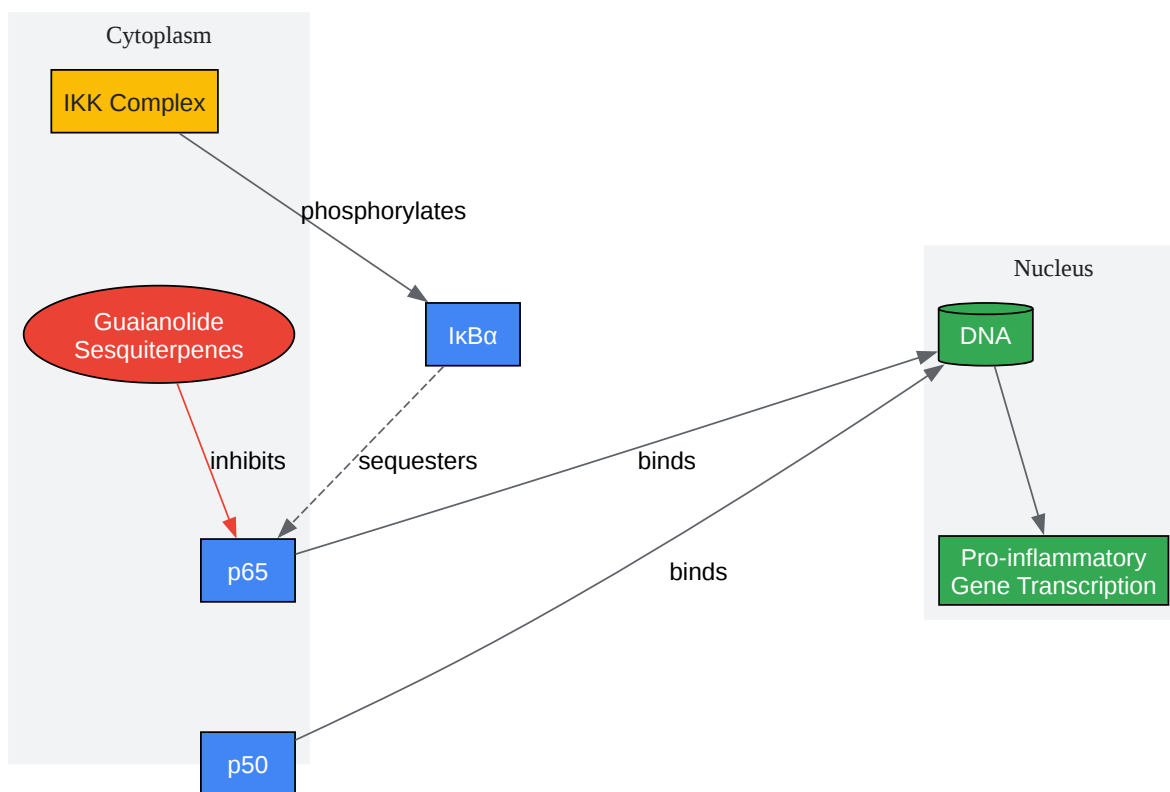 Cytoplasm
IKK Complex
phosphorylates
Nucleus
Guaianolide
Sesquiterpenes
IκBα
DNA
inhibits
sequesters
binds
p65
Pro-inflammatory
Gene Transcription
binds
p50